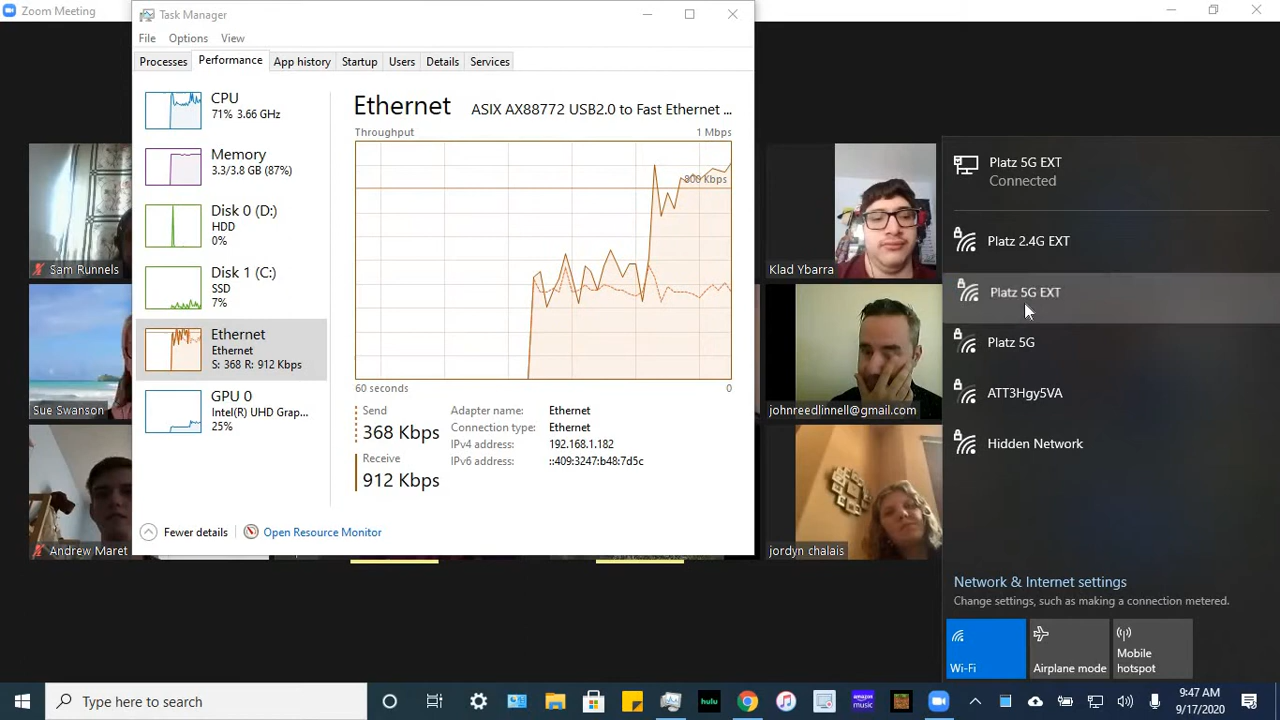 Zoom Meeting
Task Manager
File Options View
Processes Performance App history Startup Users Details Services
CPU
71% 3.66 GHz
Memory
3.3/3.8 GB (87%)
Disk 0 (D:)
HDD
0%
Disk 1 (C:)
SSD
7%
Ethernet
Ethernet
S: 368 R: 912 Kbps
GPU 0
Intel(R) UHD Grap...
25%
Ethernet ASIX AX88772 USB2.0 to Fast Ethernet ...
Throughput 1 Mbps
800 Kbps
60 seconds 0
Send
368 Kbps
Receive
912 Kbps
Adapter name: Ethernet
Connection type: Ethernet
IPv4 address: 192.168.1.182
IPv6 address: ::409:3247:b48:7d5c
Fewer details Open Resource Monitor
Sam Runnels
Sue Swanson
Andrew Maret
Klad Ybarra
johnreedlinnell@gmail.com
jordyn chalais
Platz 5G EXT
Connected
Platz 2.4G EXT
Platz 5G EXT
Platz 5G
ATT3Hgy5VA
Hidden Network
Network & Internet settings
Change settings, such as making a connection metered.
Wi-Fi
Airplane mode
Mobile
hotspot
Type here to search
hulu
amazon
music
9:47 AM
9/17/2020